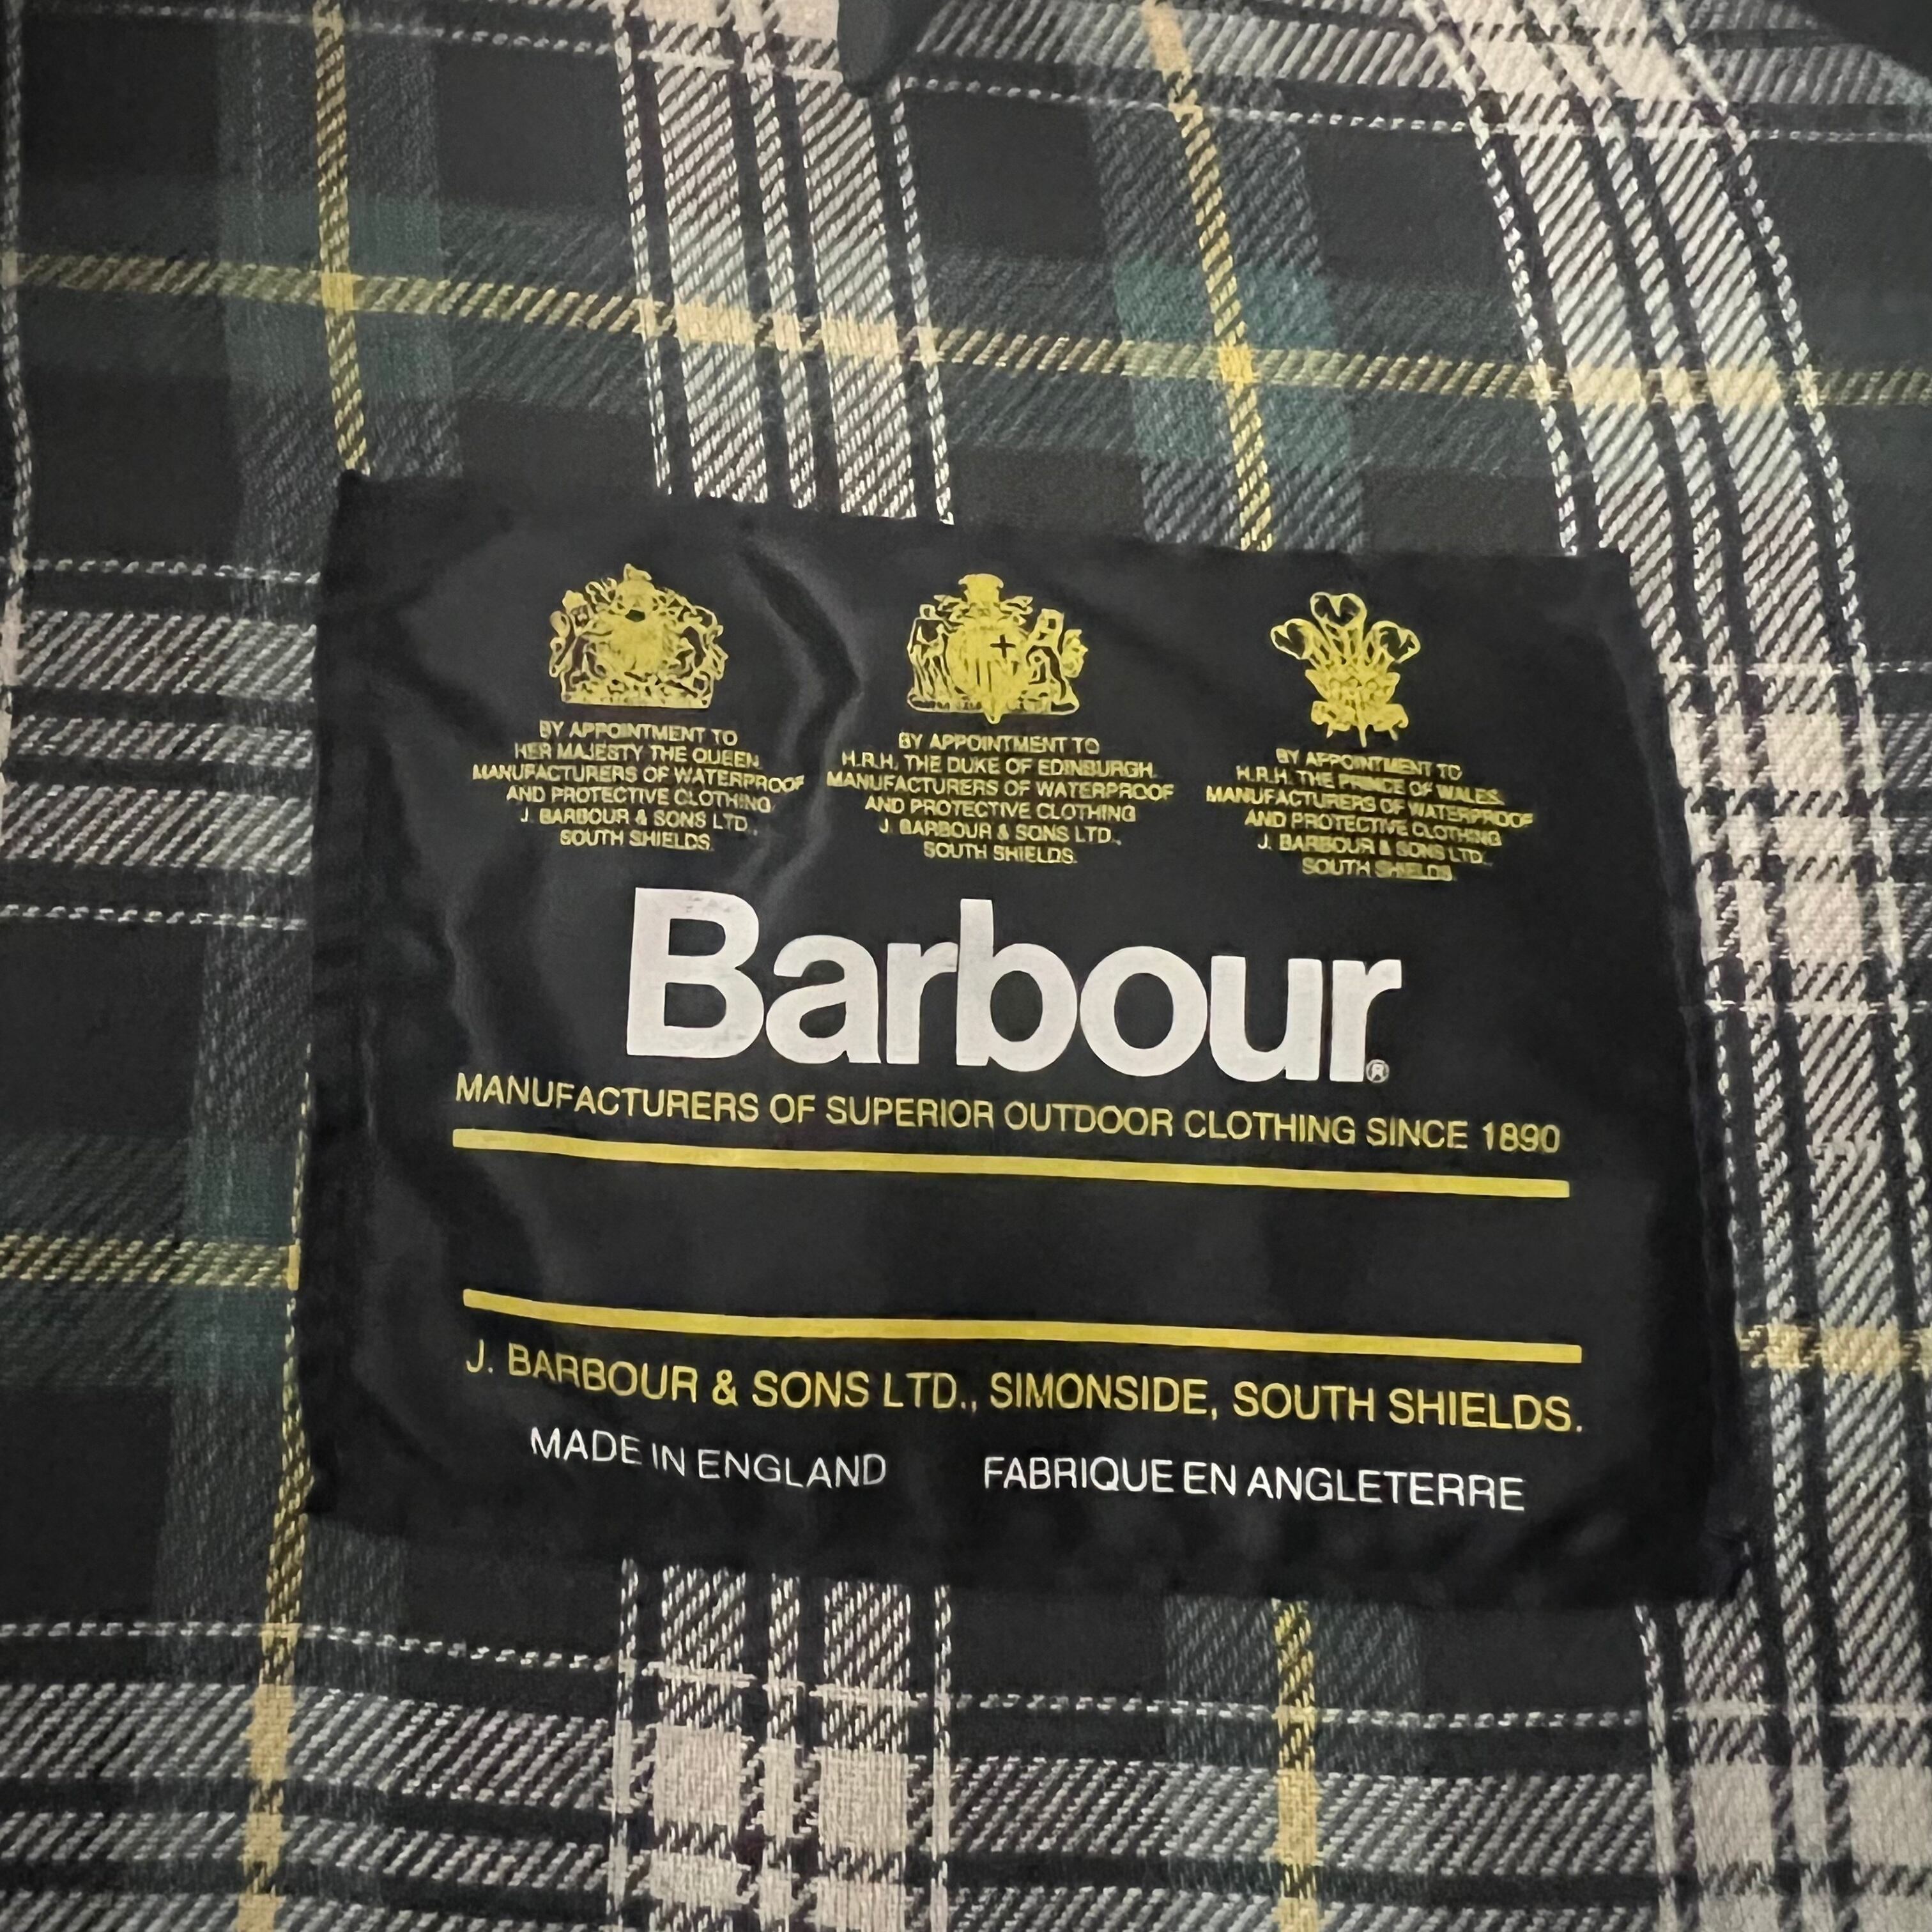 BY APPOINTMENT TO
HER MAJESTY THE QUEEN
MANUFACTURERS OF WATERPROOF
AND PROTECTIVE CLOTHING
J. BARBOUR & SONS LTD.,
SOUTH SHIELDS.
BY APPOINTMENT TO
H.R.H. THE DUKE OF EDINBURGH
MANUFACTURERS OF WATERPROOF
AND PROTECTIVE CLOTHING
J. BARBOUR & SONS LTD.,
SOUTH SHIELDS.
BY APPOINTMENT TO
H.R.H. THE PRINCE OF WALES
MANUFACTURERS OF WATERPROOF
AND PROTECTIVE CLOTHING
J. BARBOUR & SONS LTD.
SOUTH SHIELDS.
Barbour®
MANUFACTURERS OF SUPERIOR OUTDOOR CLOTHING SINCE 1890
J. BARBOUR & SONS LTD., SIMONSIDE, SOUTH SHIELDS.
MADE IN ENGLAND FABRIQUE EN ANGLETERRE